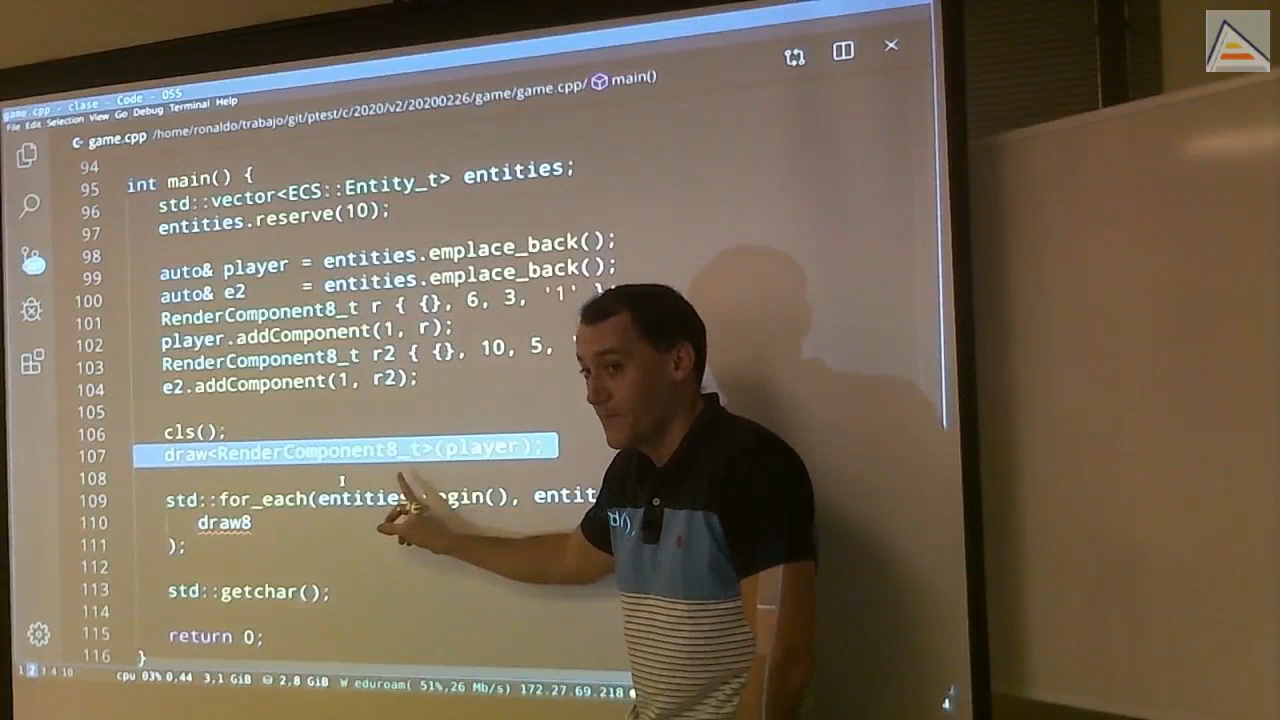 game.cpp - clase - Code - OSS
File Edit Selection View Go Debug Terminal Help
game.cpp /home/ronaldo/trabajo/git/ptest/c/2020/v2/20200226/game/game.cpp/ main()
94
95 int main() {
96 std::vector<ECS::Entity_t> entities;
97 entities.reserve(10);
98
99 auto& player = entities.emplace_back();
100 auto& e2 = entities.emplace_back();
101 RenderComponent8_t r { {}, 6, 3, '1' };
102 player.addComponent(1, r);
103 RenderComponent8_t r2 { {}, 10, 5,
104 e2.addComponent(1, r2);
105
106 cls();
107 draw<RenderComponent8_t>(player);
108
109 std::for_each(entities
110 draw8
111 );
112
113 std::getchar();
114
115 return 0;
116 }
1 2 3 4 10 cpu 03% 0,44 3,1 GiB 2,8 GiB W eduroam( 51%,26 Mb/s) 172.27.69.218